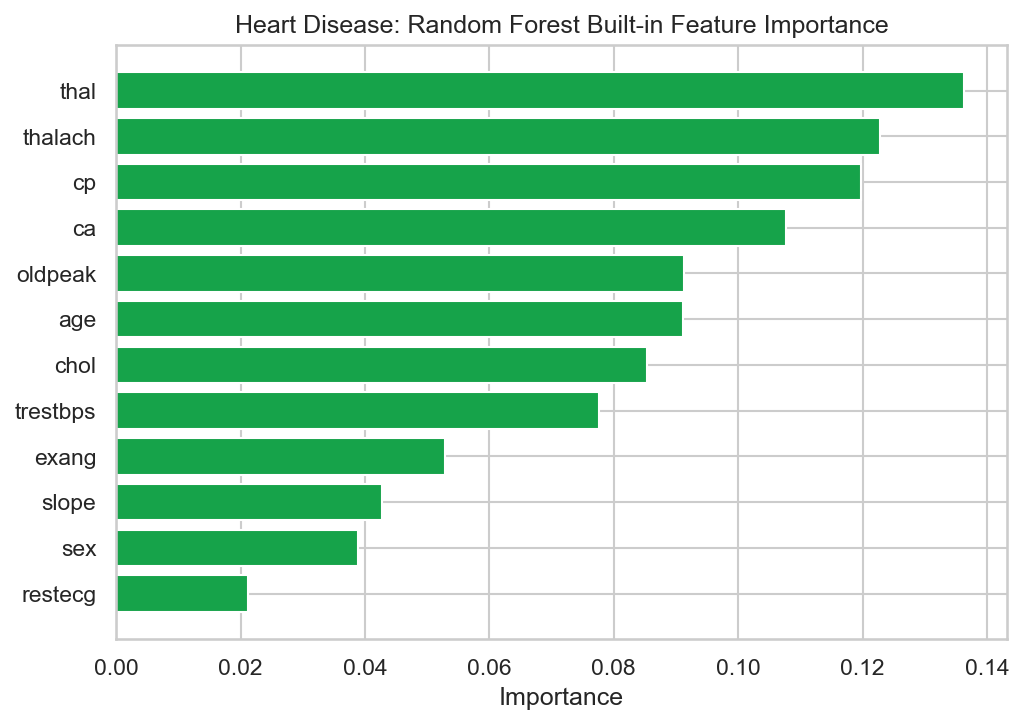 Heart Disease: Random Forest Built-in Feature Importance
thal
thalach
cp
ca
oldpeak
age
chol
trestbps
exang
slope
sex
restecg
0.00 0.02 0.04 0.06 0.08 0.10 0.12 0.14
Importance